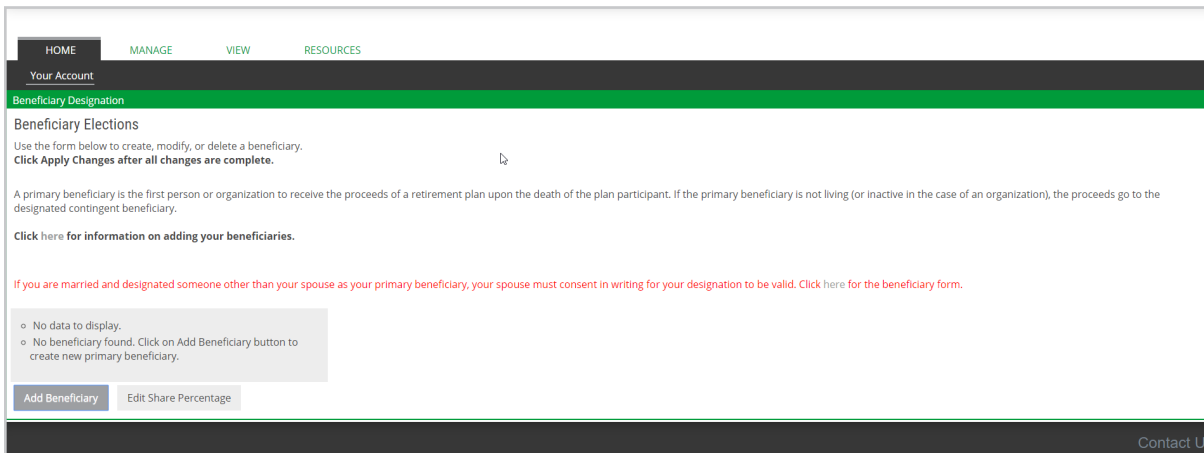 HOME MANAGE VIEW RESOURCES
Your Account
Beneficiary Designation
Beneficiary Elections
Use the form below to create, modify, or delete a beneficiary.
Click Apply Changes after all changes are complete.
A primary beneficiary is the first person or organization to receive the proceeds of a retirement plan upon the death of the plan participant. If the primary beneficiary is not living (or inactive in the case of an organization), the proceeds go to the
designated contingent beneficiary.
Click here for information on adding your beneficiaries.
If you are married and designated someone other than your spouse as your primary beneficiary, your spouse must consent in writing for your designation to be valid. Click here for the beneficiary form.
No data to display.
No beneficiary found. Click on Add Beneficiary button to
create new primary beneficiary.
Add Beneficiary Edit Share Percentage
Contact U